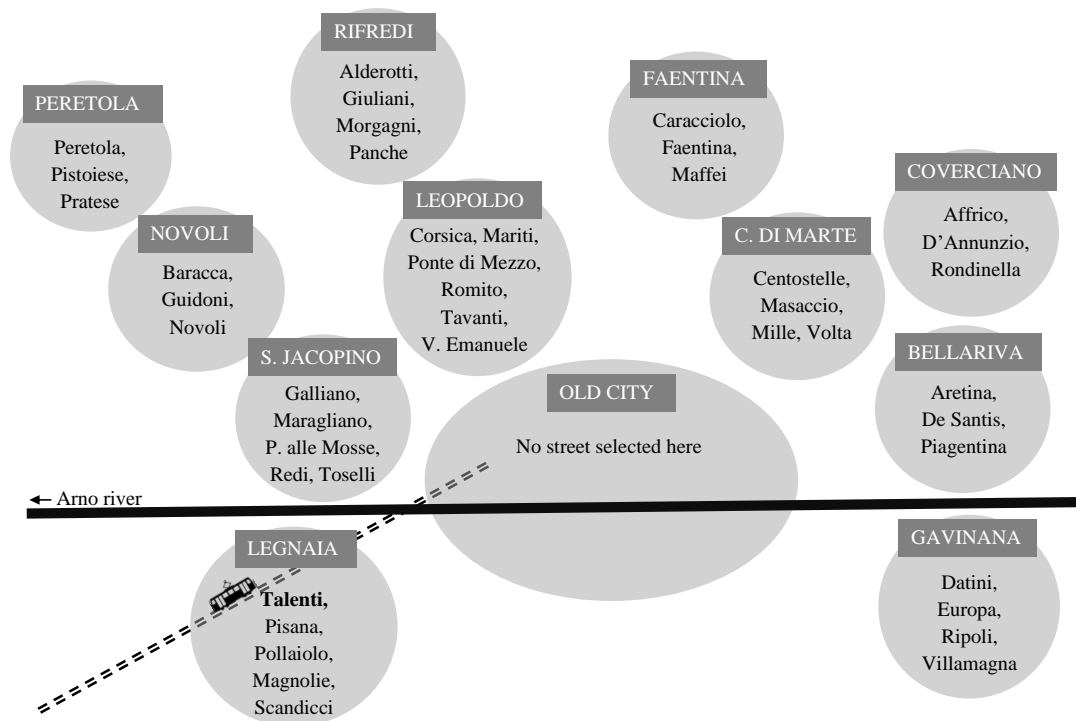 RIFREDI
Alderotti,
Giuliani,
Morgagni,
Panche
PERETOLA
Peretola,
Pistoiese,
Pratese
FAENTINA
Caracciolo,
Faentina,
Maffei
COVERCIANO
Affrico,
D’Annunzio,
Rondinella
LEOPOLDO
Corsica, Mariti,
Ponte di Mezzo,
Romito,
Tavanti,
V. Emanuele
NOVOLI
Baracca,
Guidoni,
Novoli
C. DI MARTE
Centostelle,
Masaccio,
Mille, Volta
S. JACOPINO
Galliano,
Maragliano,
P. alle Mosse,
Redi, Toselli
OLD CITY
No street selected here
BELLARIVA
Aretina,
De Santis,
Piagentina
← Arno river
LEGNAIA
Talenti,
Pisana,
Pollaiolo,
Magnolie,
Scandicci
GAVINANA
Datini,
Europa,
Ripoli,
Villamagna